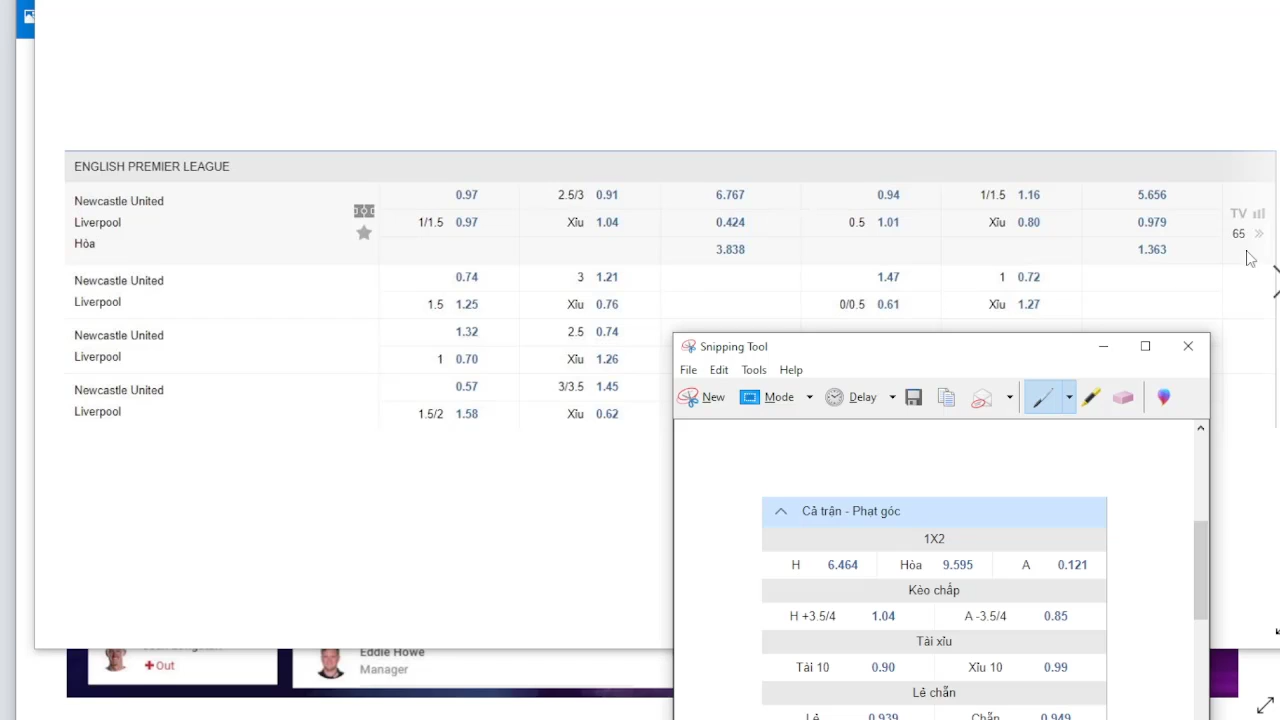 ENGLISH PREMIER LEAGUE
Newcastle United 0.97 2.5/3 0.91 6.767 0.94 1/1.5 1.16 5.656
Liverpool 1/1.5 0.97 Xỉu 1.04 0.424 0.5 1.01 Xỉu 0.80 0.979
TV
65
Hòa 3.838 1.363
Newcastle United 0.74 3 1.21 1.47 1 0.72
Liverpool 1.5 1.25 Xỉu 0.76 0/0.5 0.61 Xỉu 1.27
Newcastle United 1.32 2.5 0.74
Liverpool 1 0.70 Xỉu 1.26
Newcastle United 0.57 3/3.5 1.45
Liverpool 1.5/2 1.58 Xỉu 0.62
Snipping Tool
File Edit Tools Help
New Mode Delay
Cả trận - Phạt góc
1X2
H 6.464 Hòa 9.595 A 0.121
Kèo chấp
H +3.5/4 1.04 A -3.5/4 0.85
Tài xỉu
Tài 10 0.90 Xỉu 10 0.99
Lẻ chẵn
Lẻ 0.939 Chẵn 0.949
Out
Eddie Howe
Manager